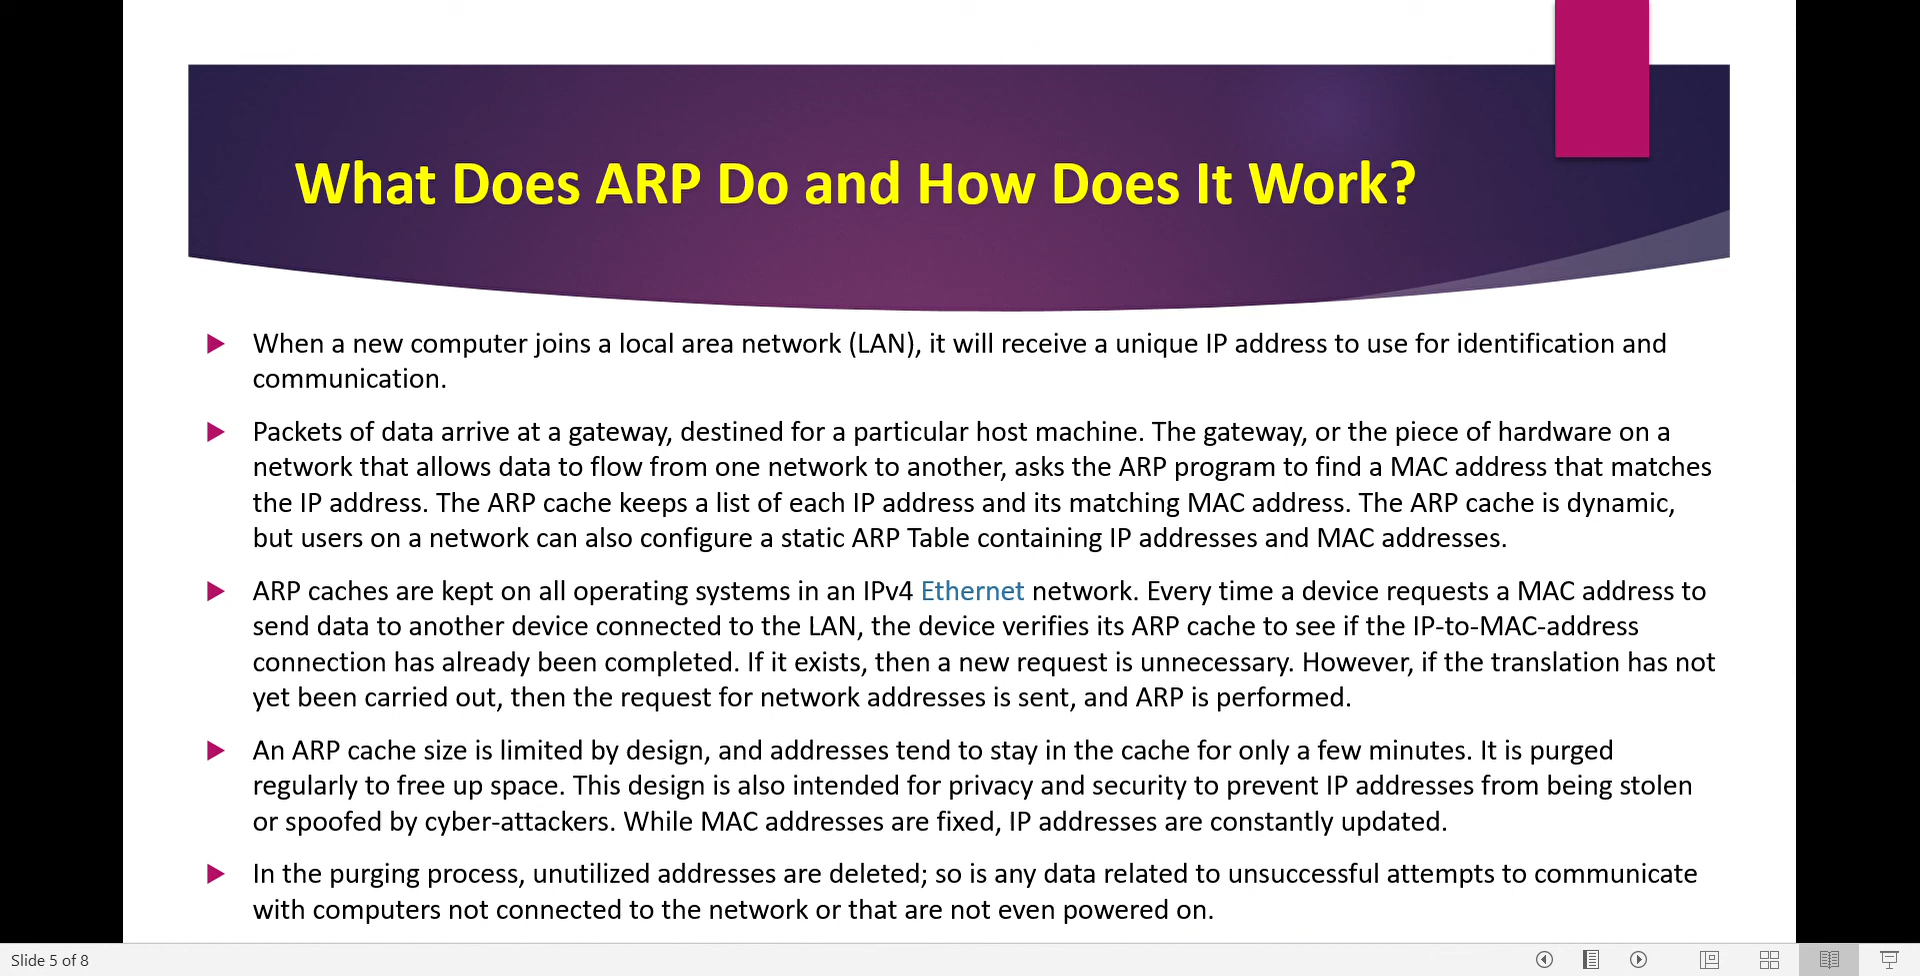 What Does ARP Do and How Does It Work?
When a new computer joins a local area network (LAN), it will receive a unique IP address to use for identification and
communication.
Packets of data arrive at a gateway, destined for a particular host machine. The gateway, or the piece of hardware on a
network that allows data to flow from one network to another, asks the ARP program to find a MAC address that matches
the IP address. The ARP cache keeps a list of each IP address and its matching MAC address. The ARP cache is dynamic,
but users on a network can also configure a static ARP Table containing IP addresses and MAC addresses.
ARP caches are kept on all operating systems in an IPv4 Ethernet network. Every time a device requests a MAC address to
send data to another device connected to the LAN, the device verifies its ARP cache to see if the IP-to-MAC-address
connection has already been completed. If it exists, then a new request is unnecessary. However, if the translation has not
yet been carried out, then the request for network addresses is sent, and ARP is performed.
An ARP cache size is limited by design, and addresses tend to stay in the cache for only a few minutes. It is purged
regularly to free up space. This design is also intended for privacy and security to prevent IP addresses from being stolen
or spoofed by cyber-attackers. While MAC addresses are fixed, IP addresses are constantly updated.
In the purging process, unutilized addresses are deleted; so is any data related to unsuccessful attempts to communicate
with computers not connected to the network or that are not even powered on.
Slide 5 of 8